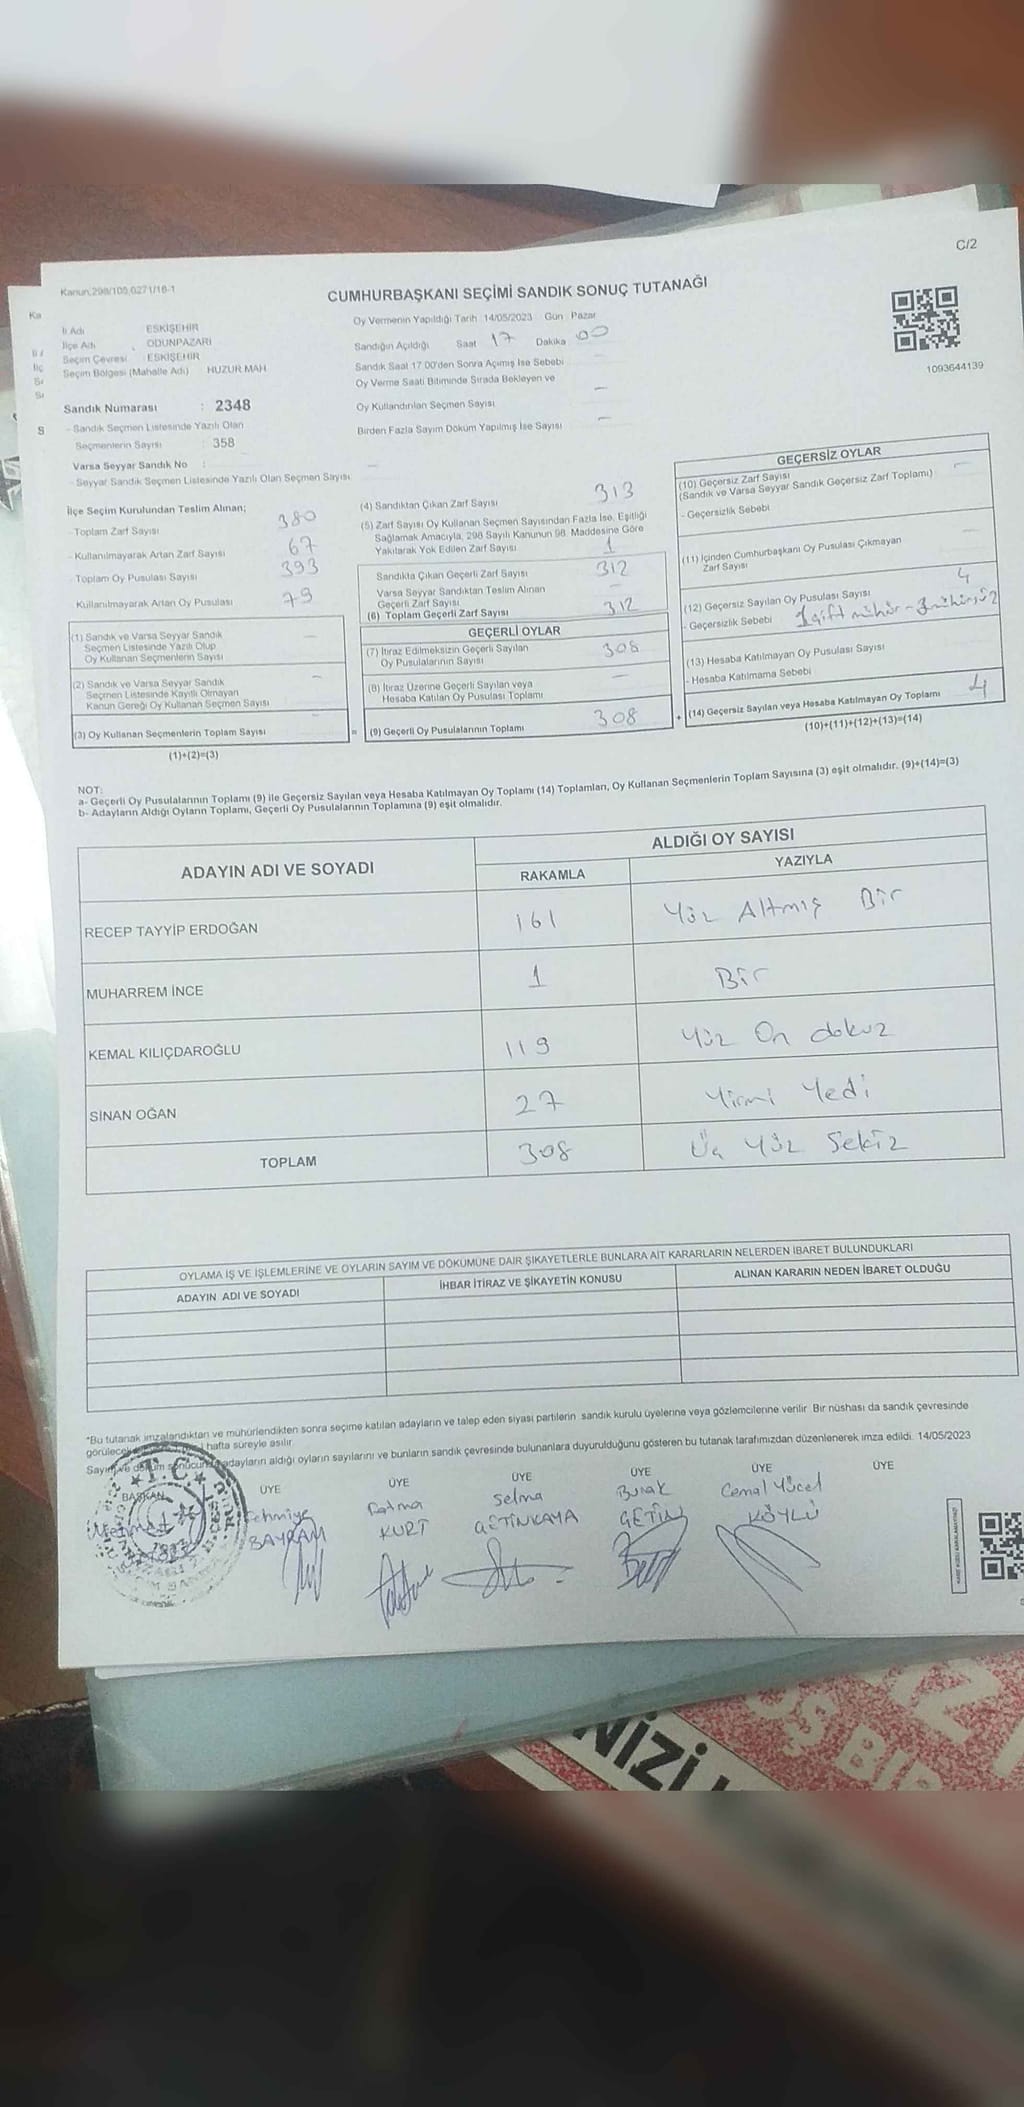 C/2
Kanun:298/105,0271/16-1
CUMHURBAŞKANI SEÇİMİ SANDIK SONUÇ TUTANAĞI
1093644139
İl Adı ESKİŞEHİR
İlçe Adı ODUNPAZARI
Seçim Çevresi : ESKİŞEHİR
Seçim Bölgesi (Mahalle Adı) HUZUR MAH
Sandık Numarası : 2348
- Sandık Seçmen Listesinde Yazılı Olan
Seçmenlerin Sayısı : 358
Varsa Seyyar Sandık No :
- Seyyar Sandık Seçmen Listesinde Yazılı Olan Seçmen Sayısı
Oy Vermenin Yapıldığı Tarih 14/05/2023 Gün Pazar
Sandığın Açıldığı Saat 17 Dakika 00
Sandık Saat 17:00'den Sonra Açımış İse Sebebi
Oy Verme Saati Bitiminde Sırada Bekleyen ve
Oy Kullandırılan Seçmen Sayısı —
Birden Fazla Sayım Döküm Yapılmış İse Sayısı —
İlçe Seçim Kurulundan Teslim Alınan;
- Toplam Zarf Sayısı 380
- Kullanılmayarak Artan Zarf Sayısı 67
- Toplam Oy Pusulası Sayısı 393
- Kullanılmayarak Artan Oy Pusulası 79
(1) Sandık ve Varsa Seyyar Sandık
Seçmen Listesinde Yazılı Olup
Oy Kullanan Seçmenlerin Sayısı —
(2) Sandık ve Varsa Seyyar Sandık
Seçmen Listesinde Kayıtlı Olmayan
Kanun Gereği Oy Kullanan Seçmen Sayısı —
(3) Oy Kullanan Seçmenlerin Toplam Sayısı —
(1)+(2)=(3)
(4) Sandıktan Çıkan Zarf Sayısı 313
(5) Zarf Sayısı Oy Kullanan Seçmen Sayısından Fazla İse, Eşitliği
Sağlamak Amacıyla, 298 Sayılı Kanunun 98. Maddesine Göre
Yakılarak Yok Edilen Zarf Sayısı 1
Sandıkta Çıkan Geçerli Zarf Sayısı 312
Varsa Seyyar Sandıktan Teslim Alınan
Geçerli Zarf Sayısı —
(6) Toplam Geçerli Zarf Sayısı 312
GEÇERLİ OYLAR
(7) İtiraz Edilmeksizin Geçerli Sayılan
Oy Pusulalarının Sayısı 308
(8) İtiraz Üzerine Geçerli Sayılan veya
Hesaba Katılan Oy Pusulası Toplamı —
= (9) Geçerli Oy Pusulalarının Toplamı 308
GEÇERSİZ OYLAR
(10) Geçersiz Zarf Sayısı
(Sandık ve Varsa Seyyar Sandık Geçersiz Zarf Toplamı) —
- Geçersizlik Sebebi
(11) İçinden Cumhurbaşkanı Oy Pusulası Çıkmayan
Zarf Sayısı —
(12) Geçersiz Sayılan Oy Pusulası Sayısı 4
- Geçersizlik Sebebi 1 çift mühür - 3 mühürsüz
(13) Hesaba Katılmayan Oy Pusulası Sayısı
- Hesaba Katılmama Sebebi
+ (14) Geçersiz Sayılan veya Hesaba Katılmayan Oy Toplamı 4
(10)+(11)+(12)+(13)=(14)
NOT:
a- Geçerli Oy Pusulalarının Toplamı (9) ile Geçersiz Sayılan veya Hesaba Katılmayan Oy Toplamı (14) Toplamları, Oy Kullanan Seçmenlerin Toplam Sayısına (3) eşit olmalıdır. (9)+(14)=(3)
b- Adayların Aldığı Oyların Toplamı, Geçerli Oy Pusulalarının Toplamına (9) eşit olmalıdır.
ADAYIN ADI VE SOYADI ALDIĞI OY SAYISI
RAKAMLA YAZIYLA
RECEP TAYYİP ERDOĞAN 161 Yüz Altmış Bir
MUHARREM İNCE 1 Bir
KEMAL KILIÇDAROĞLU 119 Yüz On dokuz
SİNAN OĞAN 27 Yirmi Yedi
TOPLAM 308 Üç Yüz Sekiz
OYLAMA İŞ VE İŞLEMLERİNE VE OYLARIN SAYIM VE DÖKÜMÜNE DAİR ŞİKAYETLERLE BUNLARA AİT KARARLARIN NELERDEN İBARET BULUNDUKLARI
ADAYIN ADI VE SOYADI İHBAR İTİRAZ VE ŞİKAYETİN KONUSU ALINAN KARARIN NEDEN İBARET OLDUĞU
*Bu tutanak imzalandıktan ve mühürlendikten sonra seçime katılan adayların ve talep eden siyasi partilerin sandık kurulu üyelerine veya gözlemcilerine verilir. Bir nüshası da sandık çevresinde
görülecek hafta süreyle asılır.
Sayım ve döküm sonucunda adayların aldığı oyların sayılarını ve bunların sandık çevresinde bulunanlara duyurulduğunu gösteren bu tutanak tarafımızdan düzenlenerek imza edildi. 14/05/2023
BAŞKAN ÜYE ÜYE ÜYE ÜYE ÜYE ÜYE
Mehmet Fehmiye Fatma Selma Burak Cemal Yücel
BAYRAM KURT ÇETİNKAYA ÇETİN KÖYLÜ
T.C.
NİZİ